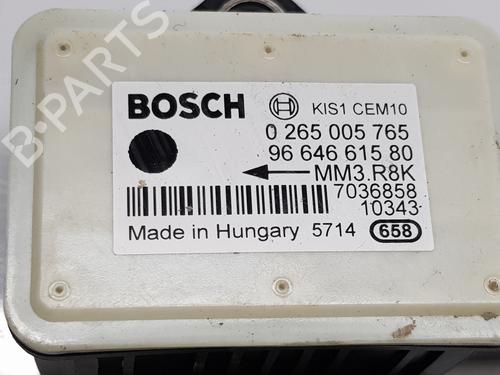 B-PARTS
BOSCH KIS1 CEM10
0 265 005 765
96 646 615 80
MM3.R8K
7036858
10343
Made in Hungary 5714 658